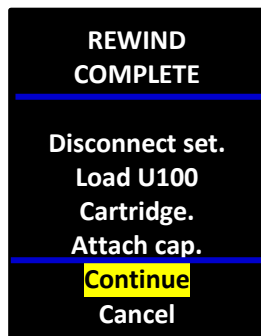 REWIND
COMPLETE
Disconnect set.
Load U100
Cartridge.
Attach cap.
Continue
Cancel